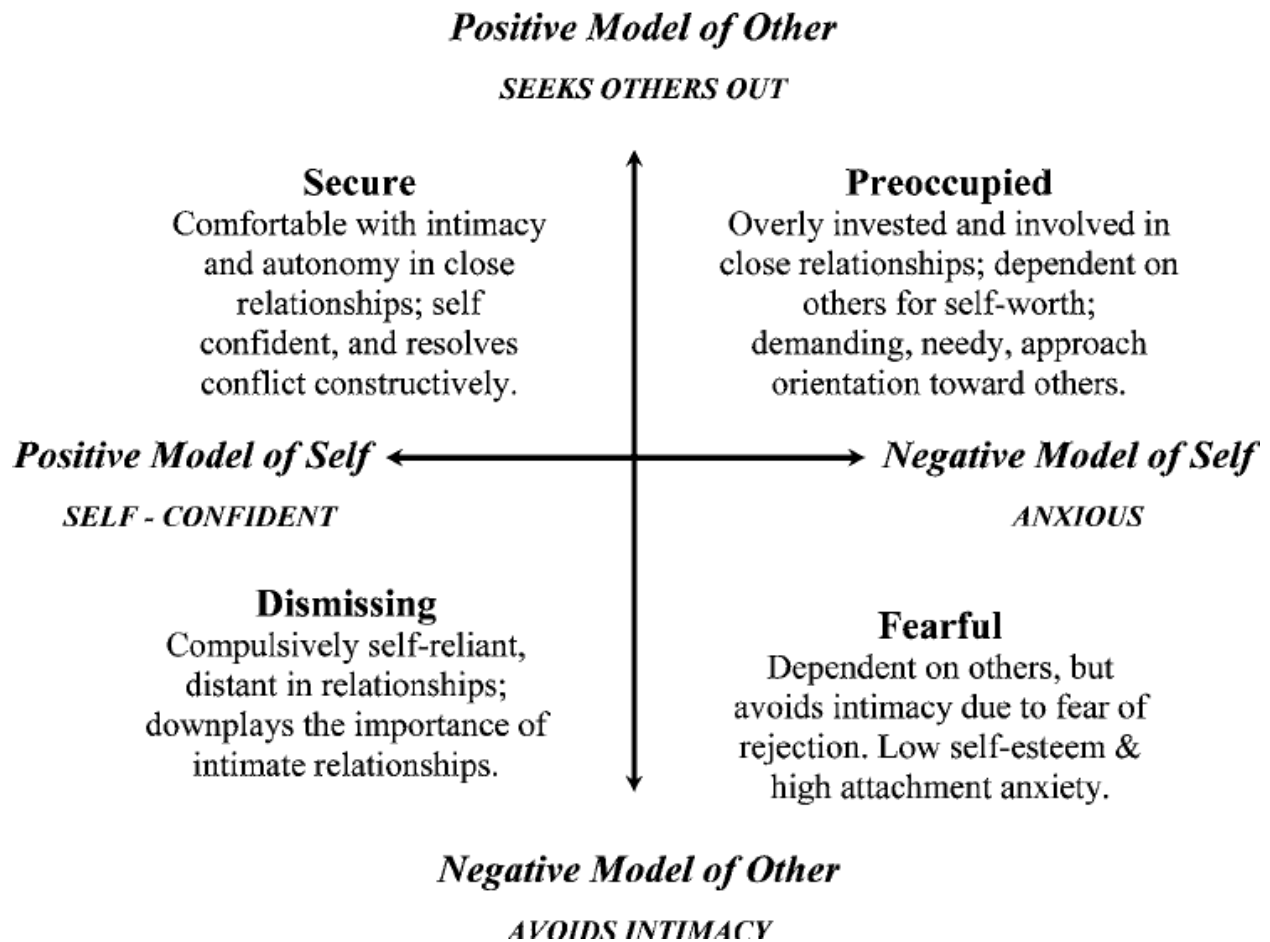 Positive Model of Other
SEEKS OTHERS OUT
Secure
Comfortable with intimacy
and autonomy in close
relationships; self
confident, and resolves
conflict constructively.
Preoccupied
Overly invested and involved in
close relationships; dependent on
others for self-worth;
demanding, needy, approach
orientation toward others.
Positive Model of Self
SELF - CONFIDENT
Negative Model of Self
ANXIOUS
Dismissing
Compulsively self-reliant,
distant in relationships;
downplays the importance of
intimate relationships.
Fearful
Dependent on others, but
avoids intimacy due to fear of
rejection. Low self-esteem &
high attachment anxiety.
Negative Model of Other
AVOIDS INTIMACY